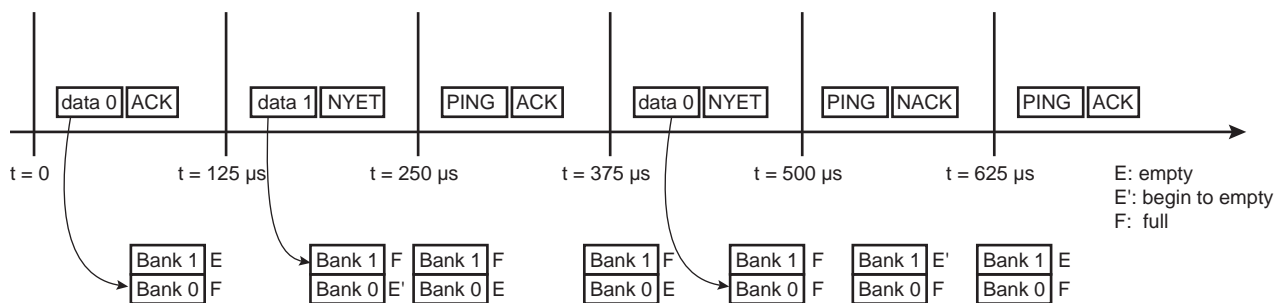 data 0 ACK data 1 NYET PING ACK data 0 NYET PING NACK PING ACK
t = 0 t = 125 μs t = 250 μs t = 375 μs t = 500 μs t = 625 μs
E: empty
E': begin to empty
F: full
Bank 1 E Bank 1 F Bank 1 F Bank 1 F Bank 1 F Bank 1 E' Bank 1 E
Bank 0 F Bank 0 E' Bank 0 E Bank 0 E Bank 0 F Bank 0 F Bank 0 F